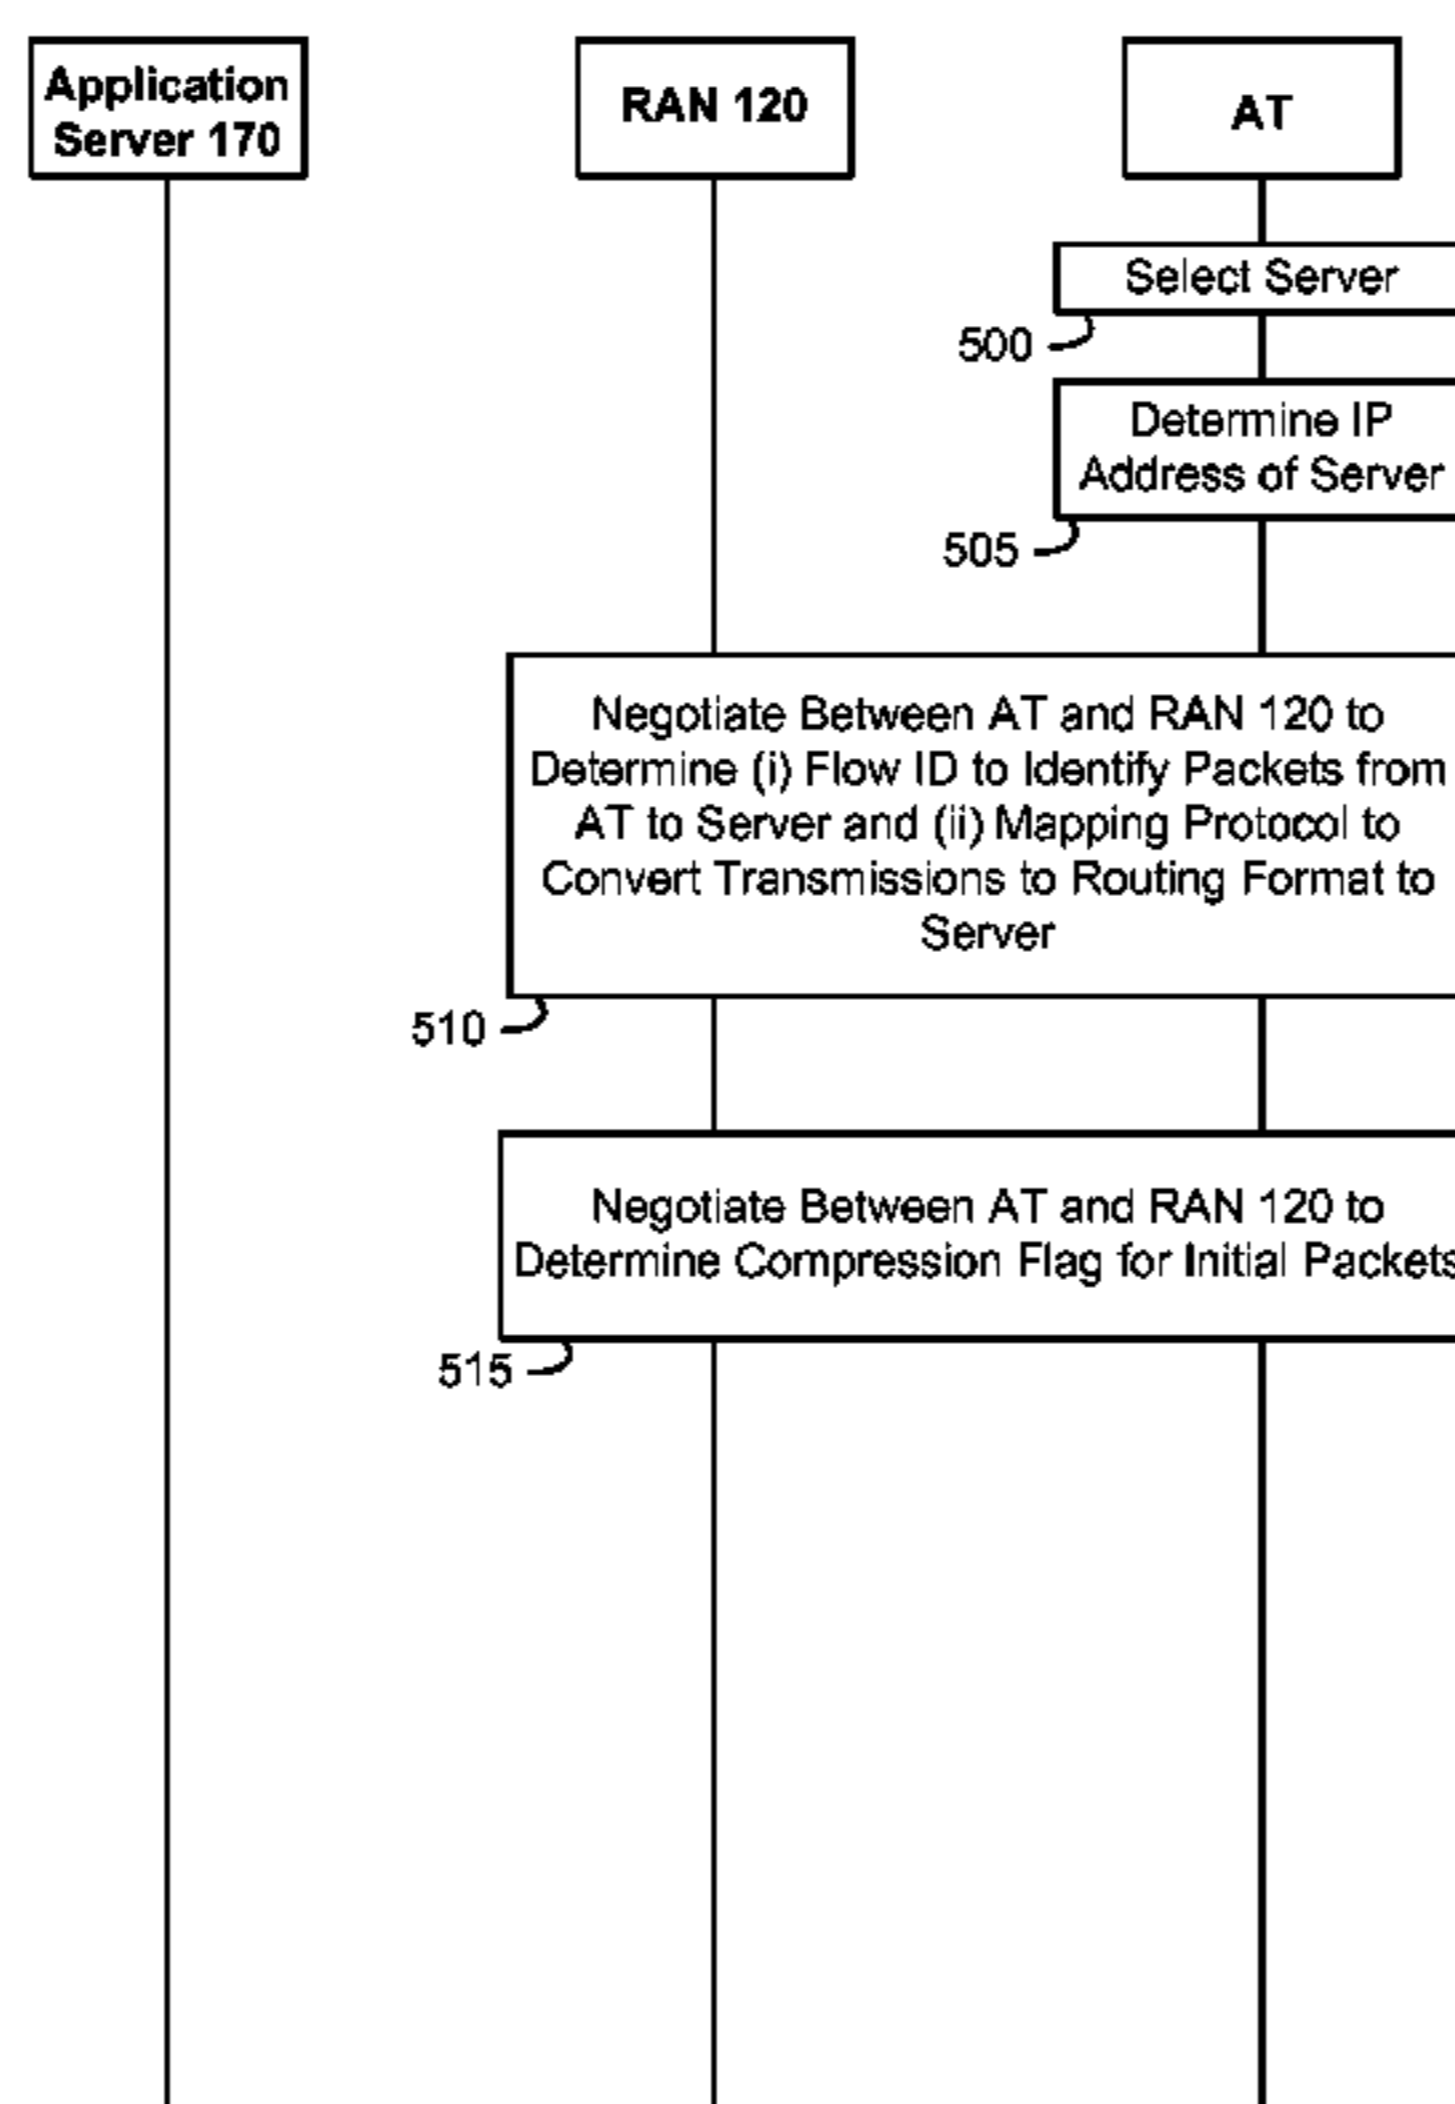 Application
Server 170
RAN 120
AT
Select Server
500
Determine IP
Address of Server
505
Negotiate Between AT and RAN 120 to
Determine (i) Flow ID to Identify Packets from
AT to Server and (ii) Mapping Protocol to
Convert Transmissions to Routing Format to
Server
510
Negotiate Between AT and RAN 120 to
Determine Compression Flag for Initial Packets
515